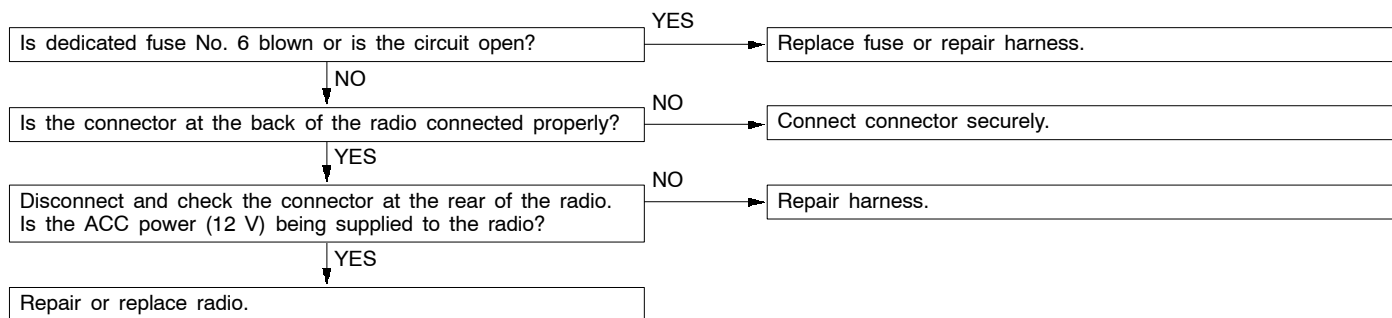 YES
Is dedicated fuse No. 6 blown or is the circuit open?
Replace fuse or repair harness.
NO
NO
Is the connector at the back of the radio connected properly?
Connect connector securely.
YES
NO
Disconnect and check the connector at the rear of the radio.
Is the ACC power (12 V) being supplied to the radio?
Repair harness.
YES
Repair or replace radio.